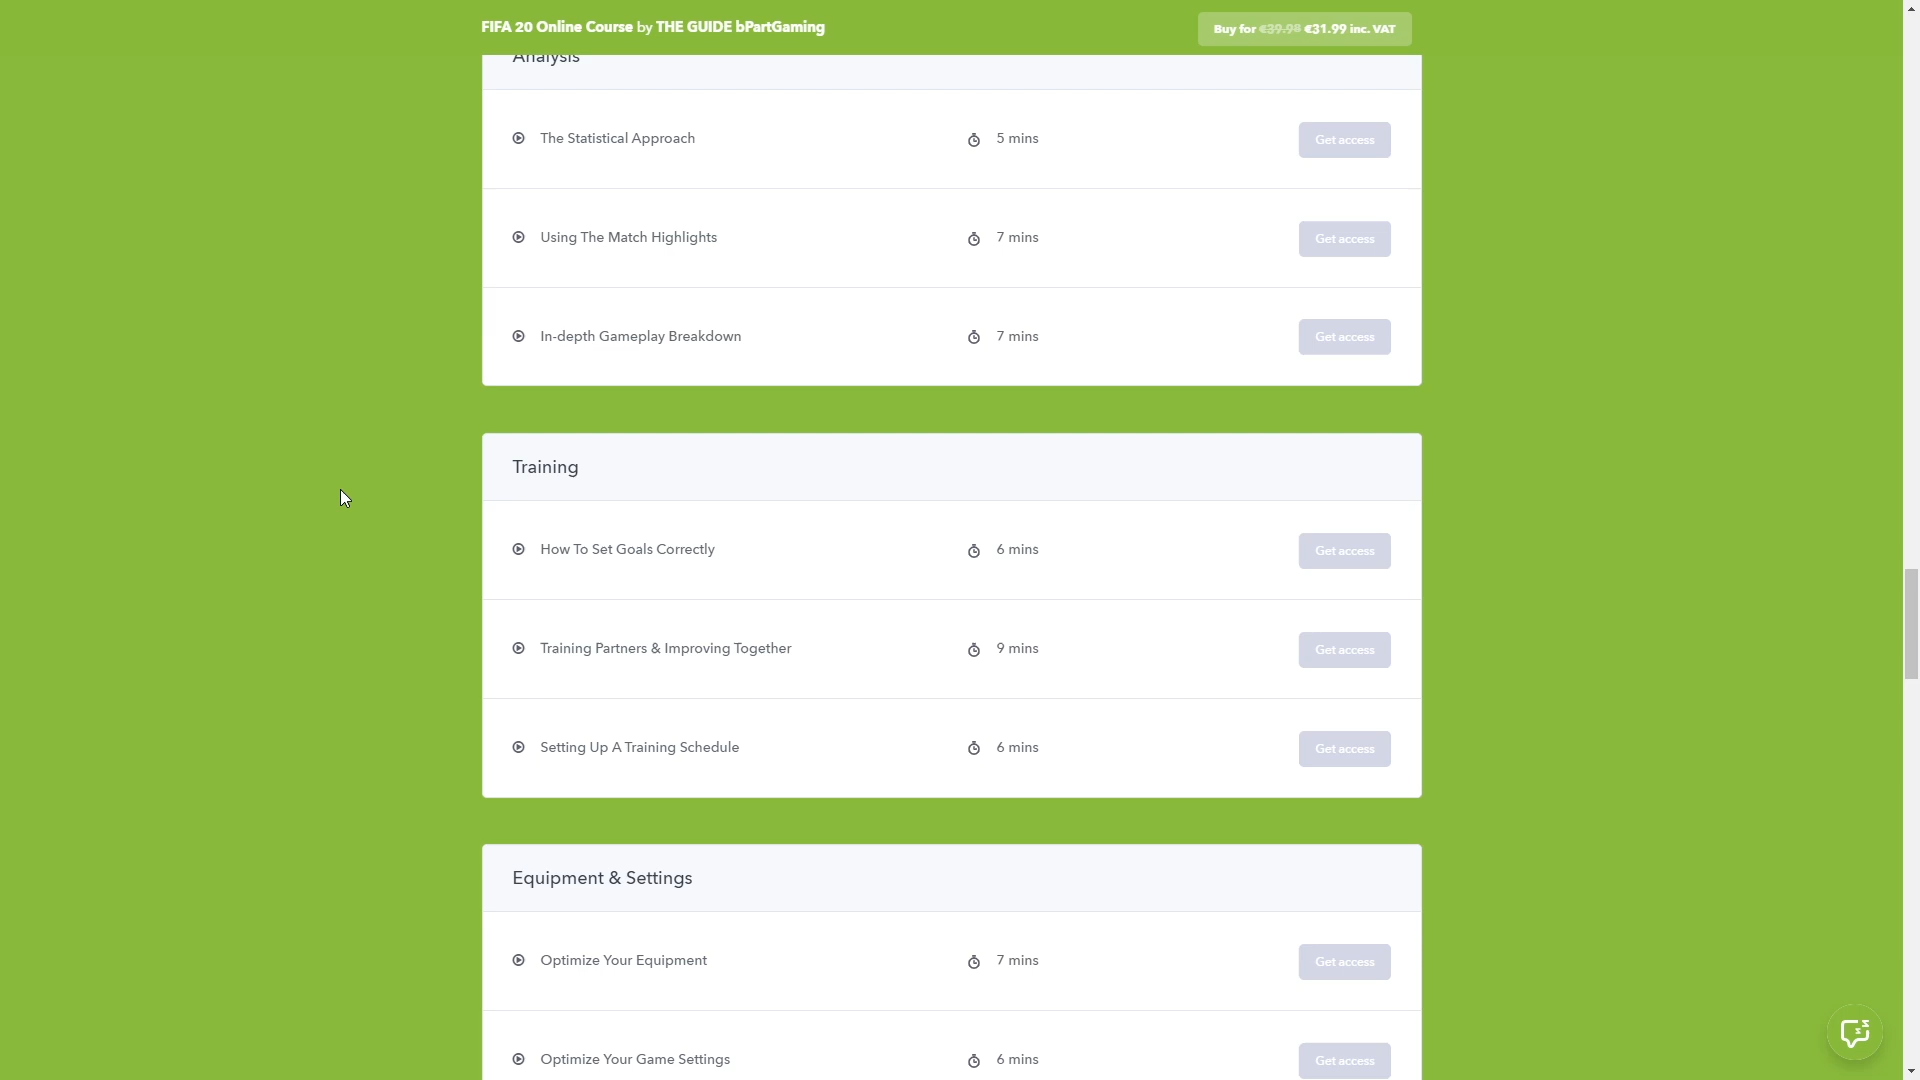 FIFA 20 Online Course by THE GUIDE bPartGaming
Buy for €39.98 €31.99 inc. VAT
Analysis
The Statistical Approach
5 mins
Get access
Using The Match Highlights
7 mins
Get access
In-depth Gameplay Breakdown
7 mins
Get access
Training
How To Set Goals Correctly
6 mins
Get access
Training Partners & Improving Together
9 mins
Get access
Setting Up A Training Schedule
6 mins
Get access
Equipment & Settings
Optimize Your Equipment
7 mins
Get access
Optimize Your Game Settings
6 mins
Get access